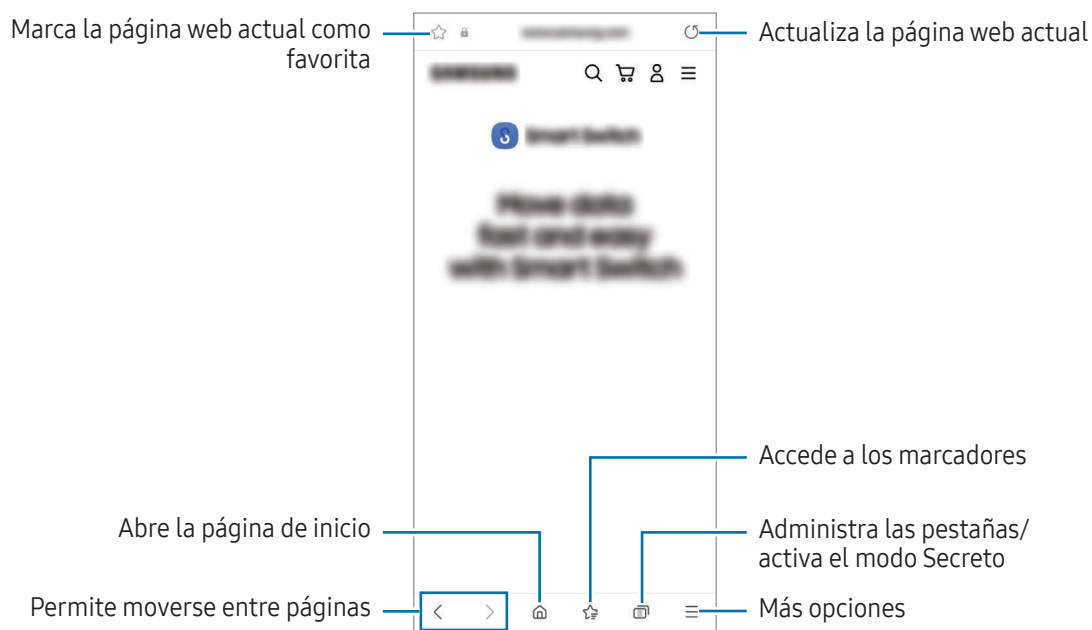 Marca la página web actual como
favorita
Actualiza la página web actual
Accede a los marcadores
Abre la página de inicio
Administra las pestañas/
activa el modo Secreto
Permite moverse entre páginas
Más opciones